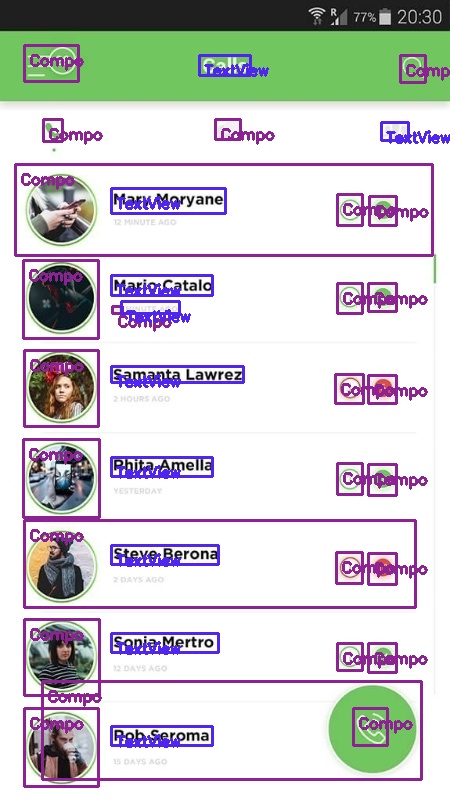 R 77% 20:30
Compo Calls TextView Compo
Compo Compo TextView
Compo
Mary Moryane
TextView
12 MINUTE AGO
Compo Compo
Compo
Mario Catalo
TextView
TextView
Compo
Compo Compo
Compo
Samanta Lawrez
TextView
2 HOURS AGO
Compo Compo
Compo
Rhita Amella
TextView
YESTERDAY
Compo Compo
Compo
Steve Berona
TextView
2 DAYS AGO
Compo Compo
Compo
Sonia Mertro
TextView
12 DAYS AGO
Compo Compo
Compo
Compo
Rob Seroma
TextView
15 DAYS AGO
Compo